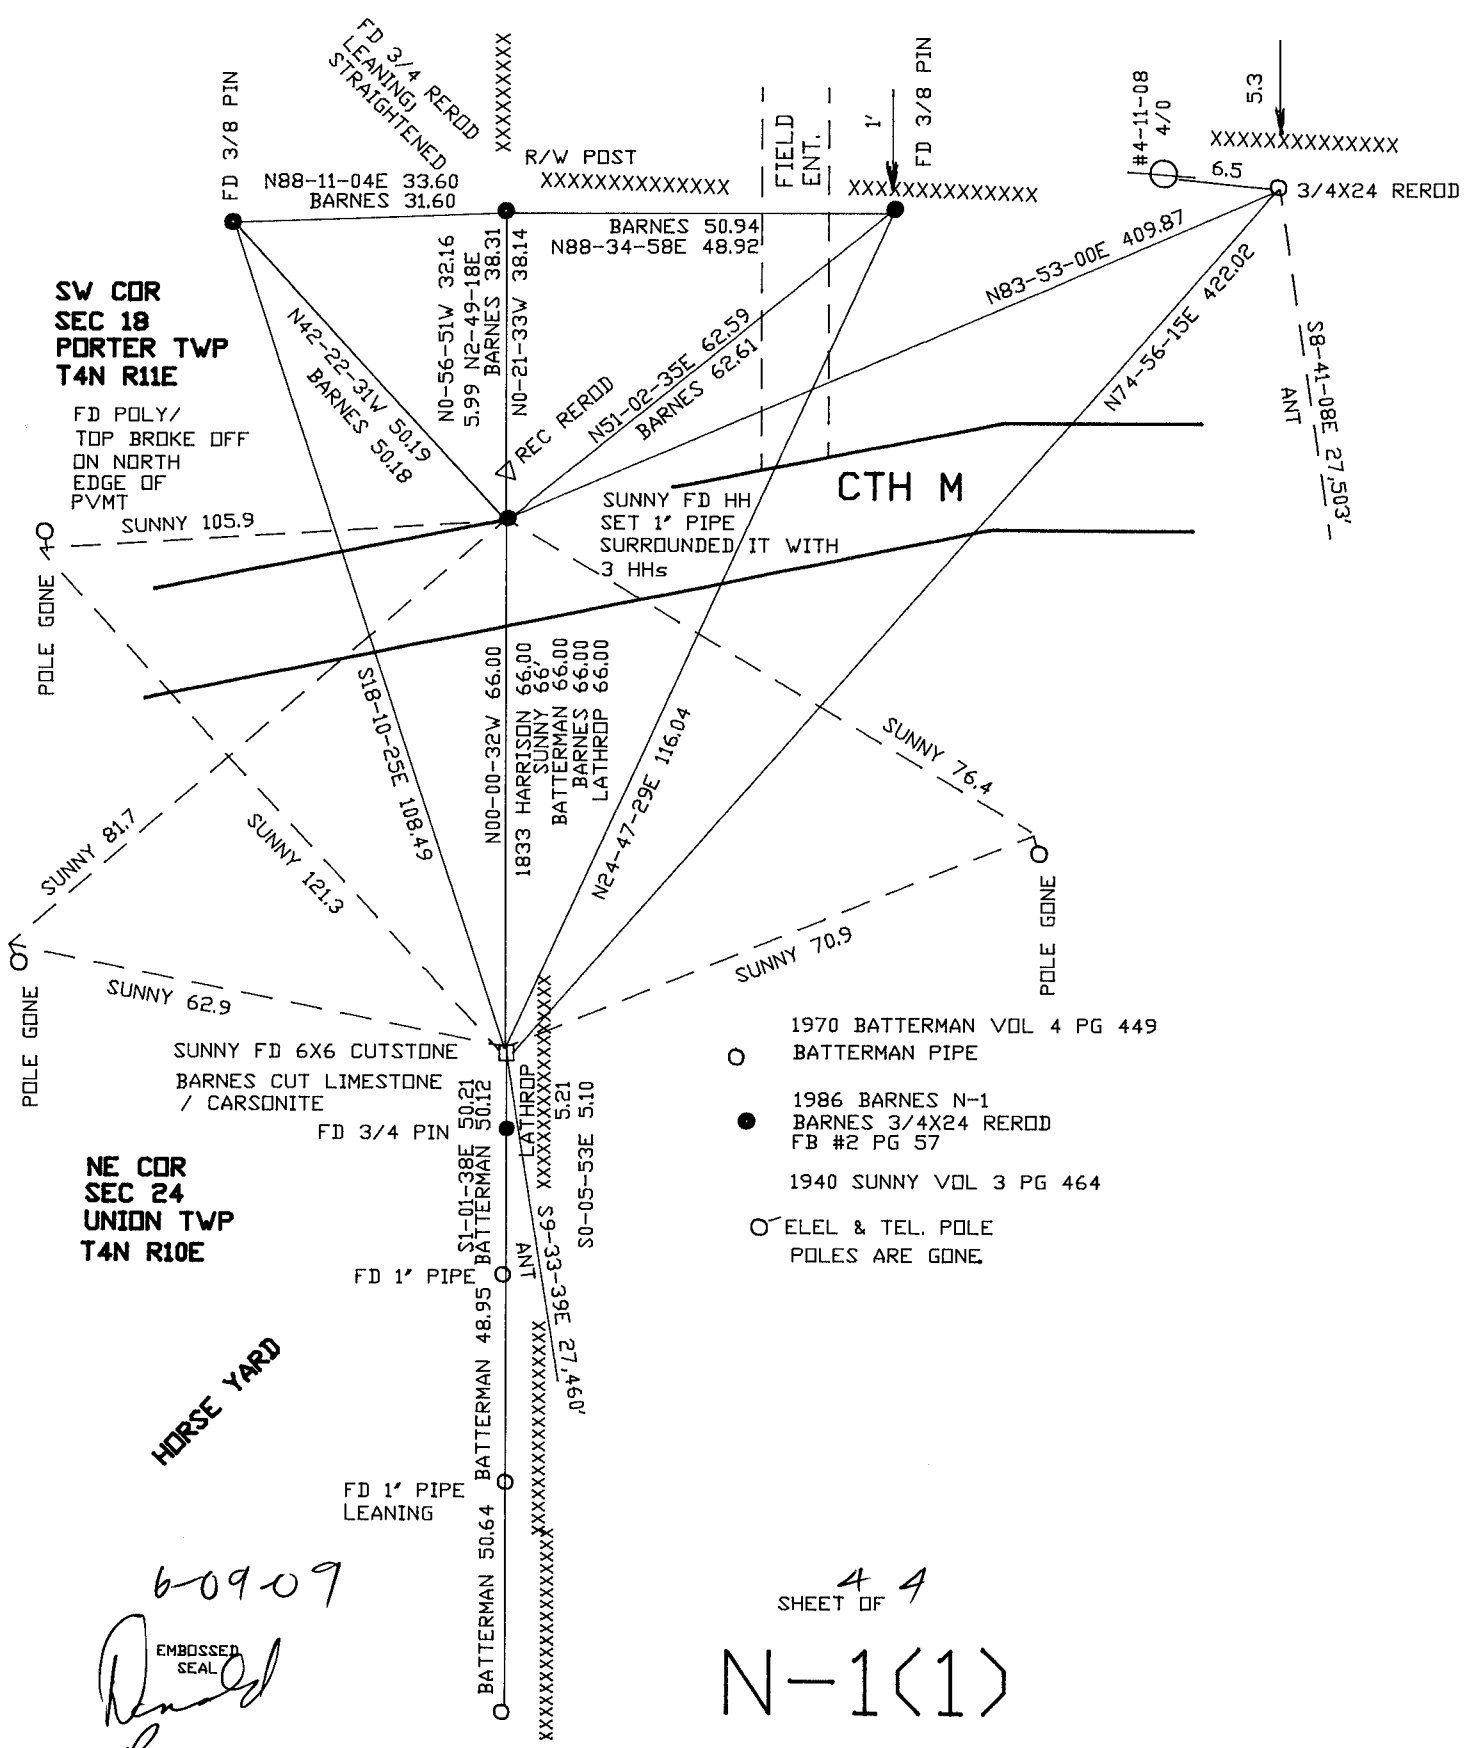 FD 3/4 REROD
LEANING)
STRAIGHTENED
XXXXXXXXXX
FD 3/8 PIN
N88-11-04E 33.60
BARNES 31.60
R/W POST
XXXXXXXXXXXXXX
FIELD
ENT.
1'
FD 3/8 PIN
XXXXXXXXXXXXXX
BARNES 50.94
N88-34-58E 48.92
#4-11-08
4/0
5.3
XXXXXXXXXXXXXX
6.5
3/4X24 REROD
SW COR
SEC 18
PORTER TWP
T4N R11E
FD POLY/
TOP BROKE OFF
ON NORTH
EDGE OF
PVMT
N42-22-31W 50.19
BARNES 50.18
N0-56-51W 32.16
5.99 N2-49-18E
BARNES 38.31
N0-21-33W 38.14
REC REROD
N51-02-35E 62.59
BARNES 62.61
N83-53-00E 409.87
N74-56-15E 422.02
S8-41-08E 27,503'
ANT
CTH M
SUNNY FD HH
SET 1" PIPE
SURROUNDED IT WITH
3 HHs
SUNNY 105.9
POLE GONE
S18-10-25E 108.49
N00-00-32W 66.00
1833 HARRISON 66.00
SUNNY 66'
BATTERMAN 66.00
BARNES 66.00
LATHROP 66.00
N24-47-29E 116.04
SUNNY 76.4
SUNNY 81.7
SUNNY 121.3
SUNNY 70.9
POLE GONE
SUNNY 62.9
POLE GONE
SUNNY FD 6X6 CUTSTONE
BARNES CUT LIMESTONE
/ CARSONITE
FD 3/4 PIN
S1-01-38E 50.21
BATTERMAN 50.12
LATHROP
5.21
S0-05-53E 5.10
1970 BATTERMAN VOL 4 PG 449
BATTERMAN PIPE
1986 BARNES N-1
BARNES 3/4X24 REROD
FB #2 PG 57
1940 SUNNY VOL 3 PG 464
ELEL & TEL. POLE
POLES ARE GONE.
NE COR
SEC 24
UNION TWP
T4N R10E
FD 1" PIPE
ANT
S9-33-39E 27,460'
BATTERMAN 48.95
HORSE YARD
FD 1" PIPE
LEANING
BATTERMAN 50.64
6-09-09
EMBOSSED
SEAL
Donald
SHEET 4 OF 4
N-1(1)